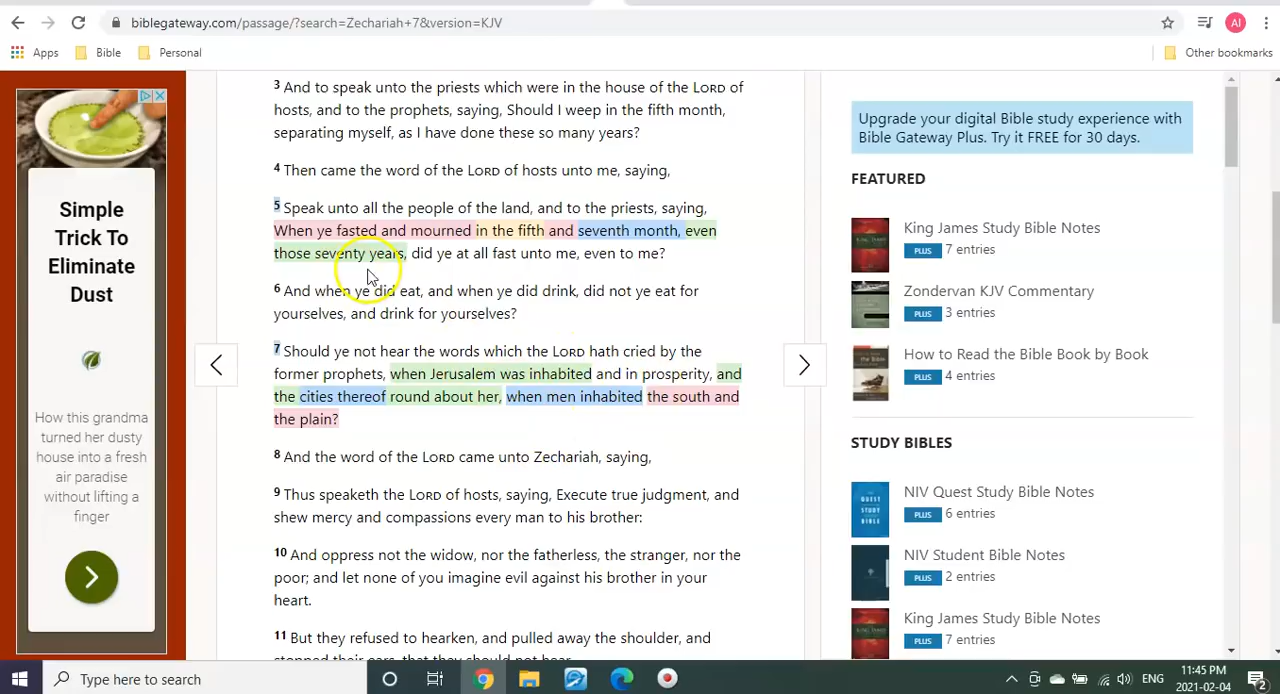 biblegateway.com/passage/?search=Zechariah+7&version=KJV
AI
Apps
Bible
Personal
Other bookmarks
Simple
Trick To
Eliminate
Dust
How this grandma
turned her dusty
house into a fresh
air paradise
without lifting a
finger
3 And to speak unto the priests which were in the house of the LORD of
hosts, and to the prophets, saying, Should I weep in the fifth month,
separating myself, as I have done these so many years?
4 Then came the word of the LORD of hosts unto me, saying,
5 Speak unto all the people of the land, and to the priests, saying,
When ye fasted and mourned in the fifth and seventh month, even
those seventy years, did ye at all fast unto me, even to me?
6 And when ye did eat, and when ye did drink, did not ye eat for
yourselves, and drink for yourselves?
7 Should ye not hear the words which the LORD hath cried by the
former prophets, when Jerusalem was inhabited and in prosperity, and
the cities thereof round about her, when men inhabited the south and
the plain?
8 And the word of the LORD came unto Zechariah, saying,
9 Thus speaketh the LORD of hosts, saying, Execute true judgment, and
shew mercy and compassions every man to his brother:
10 And oppress not the widow, nor the fatherless, the stranger, nor the
poor; and let none of you imagine evil against his brother in your
heart.
11 But they refused to hearken, and pulled away the shoulder, and
stopped their ears, that they should not hear.
Upgrade your digital Bible study experience with
Bible Gateway Plus. Try it FREE for 30 days.
FEATURED
King James Study Bible Notes
PLUS 7 entries
Zondervan KJV Commentary
PLUS 3 entries
How to Read the Bible Book by Book
PLUS 4 entries
STUDY BIBLES
NIV Quest Study Bible Notes
PLUS 6 entries
NIV Student Bible Notes
PLUS 2 entries
King James Study Bible Notes
PLUS 7 entries
Type here to search
ENG
11:45 PM
2021-02-04
2